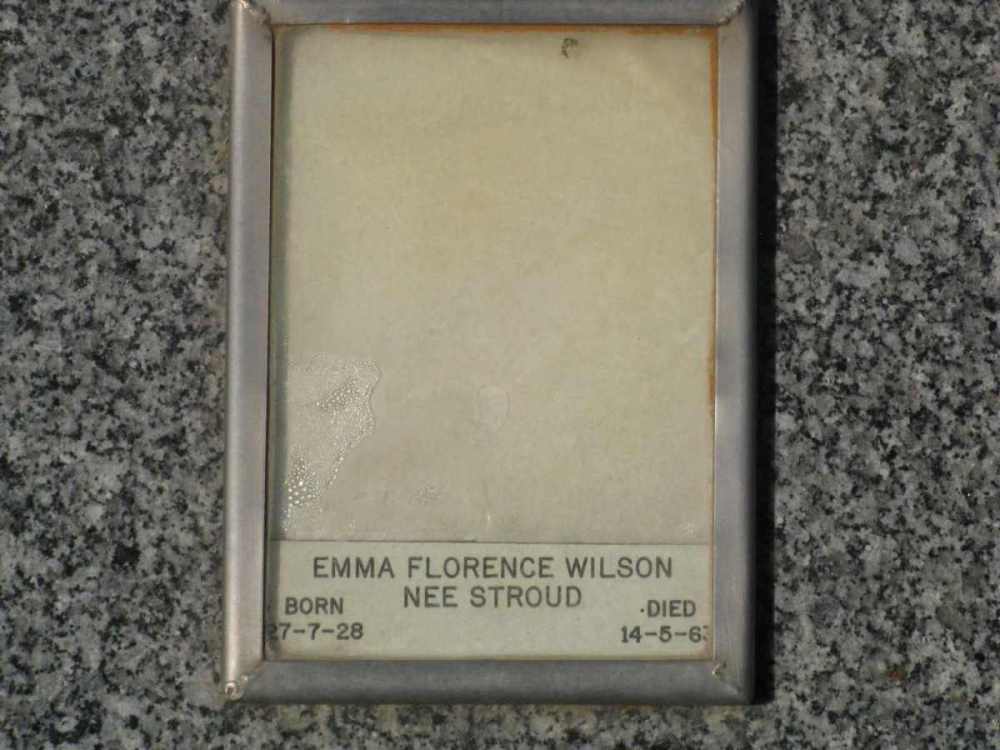 EMMA FLORENCE WILSON
NEE STROUD
BORN ·DIED
27-7-28 14-5-63